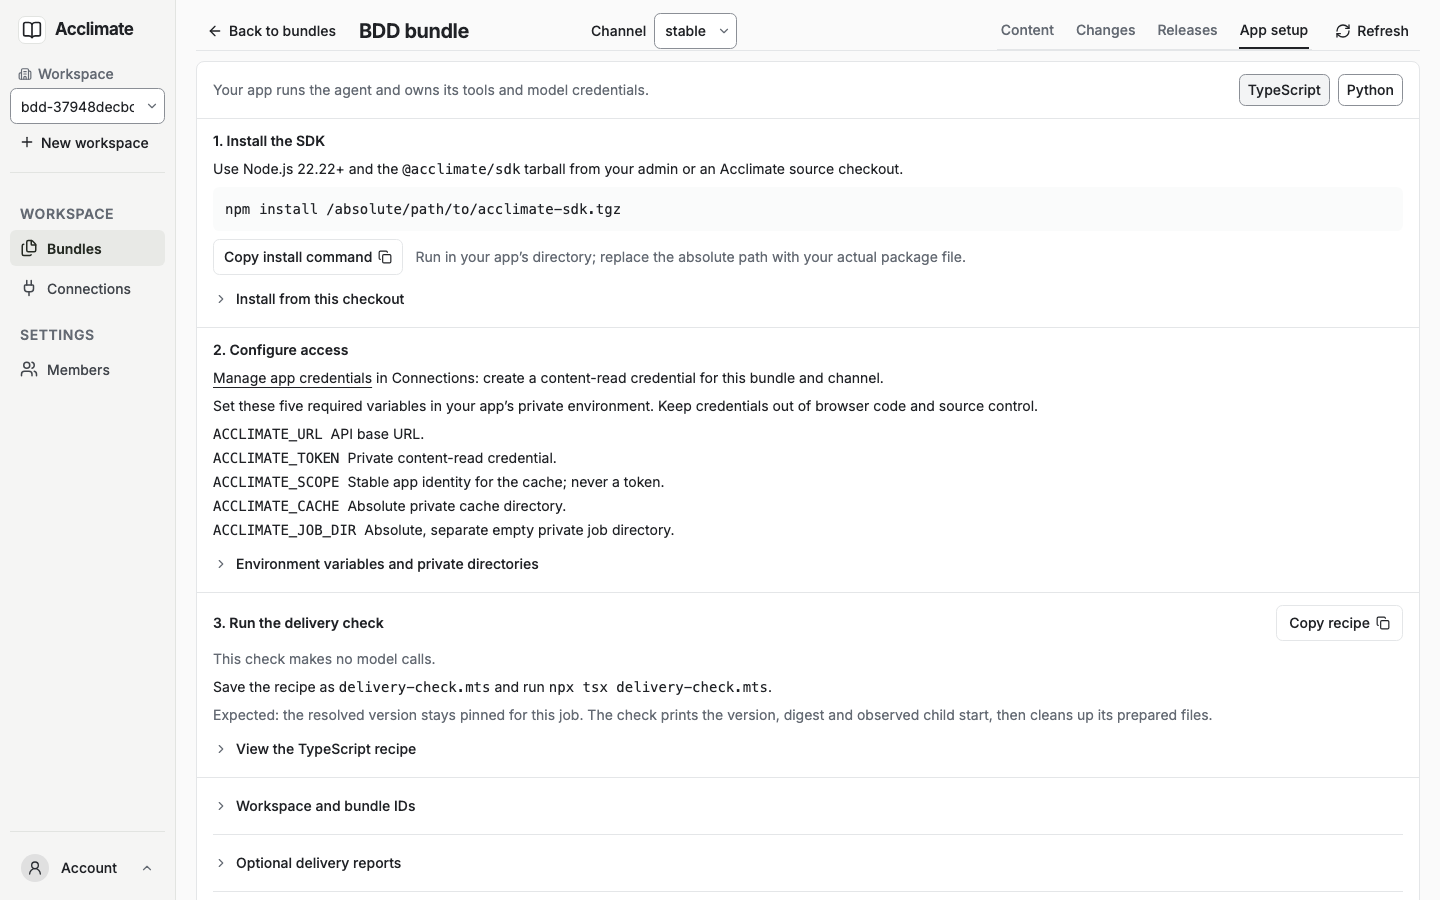 Acclimate
Workspace
bdd-37948decbc
New workspace
WORKSPACE
Bundles
Connections
SETTINGS
Members
Account
Back to bundles
BDD bundle
Channel
stable
Content
Changes
Releases
App setup
Refresh
Your app runs the agent and owns its tools and model credentials.
TypeScript
Python
1. Install the SDK
Use Node.js 22.22+ and the @acclimate/sdk tarball from your admin or an Acclimate source checkout.
npm install /absolute/path/to/acclimate-sdk.tgz
Copy install command
Run in your app’s directory; replace the absolute path with your actual package file.
Install from this checkout
2. Configure access
Manage app credentials in Connections: create a content-read credential for this bundle and channel.
Set these five required variables in your app’s private environment. Keep credentials out of browser code and source control.
ACCLIMATE_URL API base URL.
ACCLIMATE_TOKEN Private content-read credential.
ACCLIMATE_SCOPE Stable app identity for the cache; never a token.
ACCLIMATE_CACHE Absolute private cache directory.
ACCLIMATE_JOB_DIR Absolute, separate empty private job directory.
Environment variables and private directories
3. Run the delivery check
Copy recipe
This check makes no model calls.
Save the recipe as delivery-check.mts and run npx tsx delivery-check.mts.
Expected: the resolved version stays pinned for this job. The check prints the version, digest and observed child start, then cleans up its prepared files.
View the TypeScript recipe
Workspace and bundle IDs
Optional delivery reports